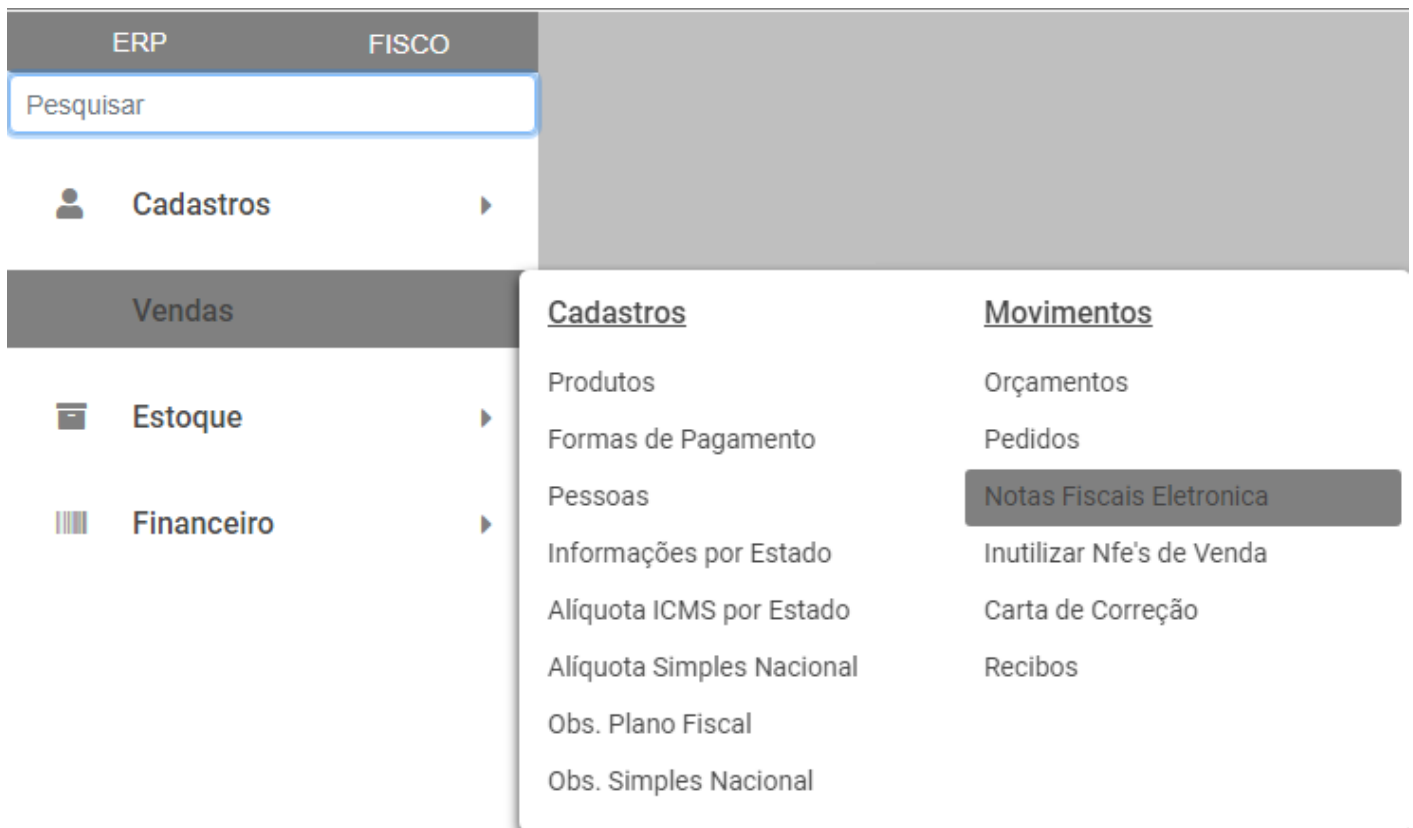 ERP FISCO
Pesquisar
Cadastros
Vendas
Estoque
Financeiro
Cadastros
Produtos
Formas de Pagamento
Pessoas
Informações por Estado
Alíquota ICMS por Estado
Alíquota Simples Nacional
Obs. Plano Fiscal
Obs. Simples Nacional
Movimentos
Orçamentos
Pedidos
Notas Fiscais Eletronica
Inutilizar Nfe's de Venda
Carta de Correção
Recibos